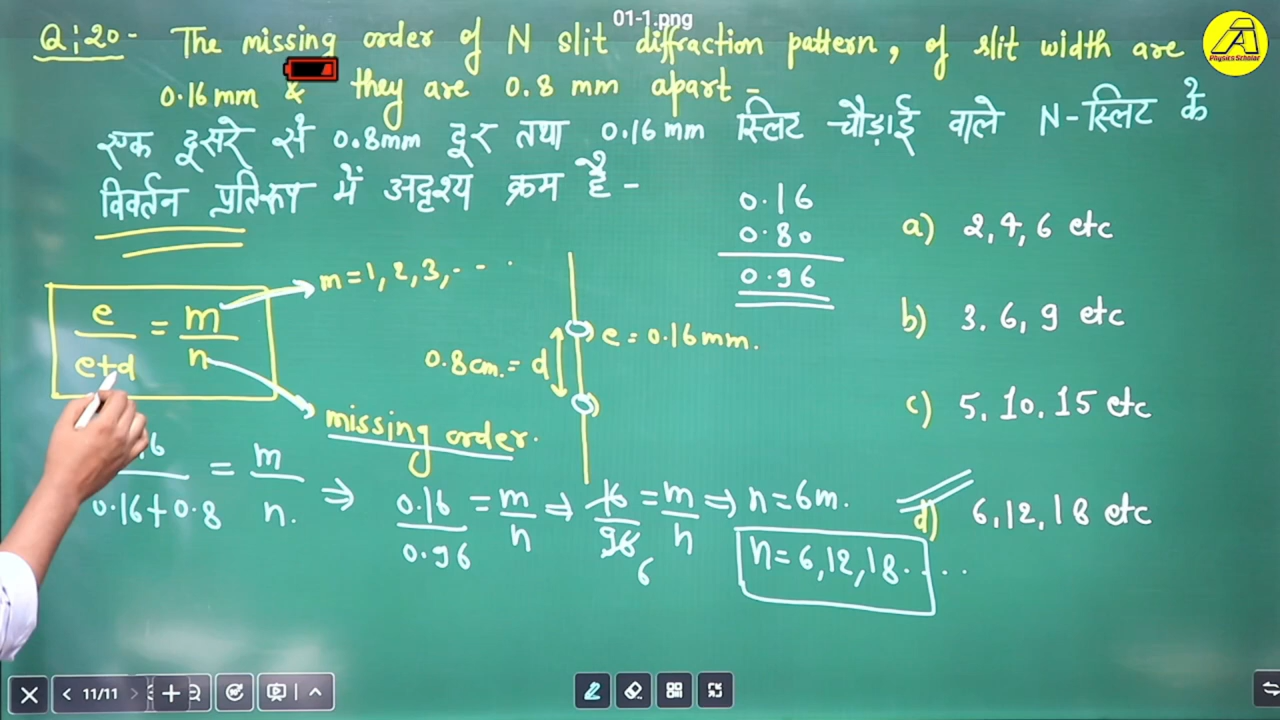 01-1.png
Q:20- The missing order of N slit diffraction pattern, of slit width are
0.16 mm & they are 0.8 mm apart -
एक दूसरे से 0.8mm दूर तथा 0.16mm स्लिट चौड़ाई वाले N-स्लिट के
विवर्तन प्रतिरूप में अदृश्य क्रम है -
A
Physics Scholar
0.16
0.80
0.96
a) 2, 4, 6 etc
b) 3. 6, 9 etc
c) 5, 10, 15 etc
d) 6, 12, 18 etc
e/e+d = m/n
m = 1, 2, 3, ....
missing order.
e = 0.16mm.
0.8cm. = d
16/0.16+0.8 = m/n. ⇒ 0.16/0.96 = m/n ⇒ 16/96 = m/n ⇒ n = 6m.
6
n = 6, 12, 18.....
11/11